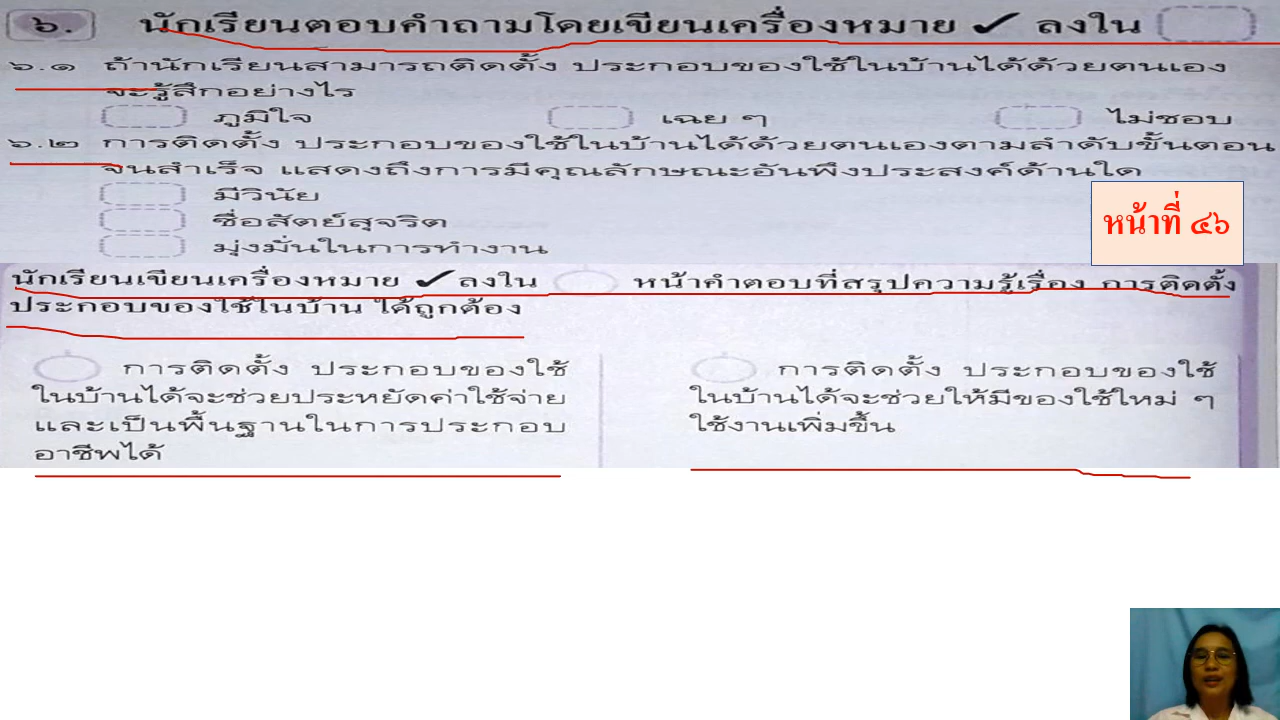 ๖. นักเรียนตอบคำถามโดยเขียนเครื่องหมาย ✓ ลงใน
๖.๑ ถ้านักเรียนสามารถติดตั้ง ประกอบของใช้ในบ้านได้ด้วยตนเอง
จะรู้สึกอย่างไร
ภูมิใจ เฉย ๆ ไม่ชอบ
๖.๒ การติดตั้ง ประกอบของใช้ในบ้านได้ด้วยตนเองตามลำดับขั้นตอน
จนสำเร็จ แสดงถึงการมีคุณลักษณะอันพึงประสงค์ด้านใด
มีวินัย
ซื่อสัตย์สุจริต
มุ่งมั่นในการทำงาน
หน้าที่ ๔๖
นักเรียนเขียนเครื่องหมาย ✓ ลงใน หน้าคำตอบที่สรุปความรู้เรื่อง การติดตั้ง
ประกอบของใช้ในบ้าน ได้ถูกต้อง
การติดตั้ง ประกอบของใช้
ในบ้านได้จะช่วยประหยัดค่าใช้จ่าย
และเป็นพื้นฐานในการประกอบ
อาชีพได้
การติดตั้ง ประกอบของใช้
ในบ้านได้จะช่วยให้มีของใช้ใหม่ ๆ
ใช้งานเพิ่มขึ้น